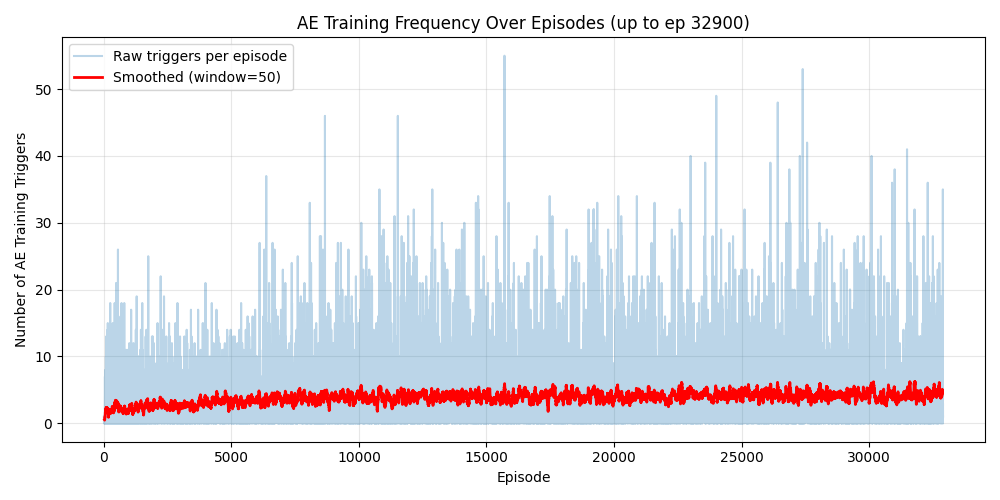 AE Training Frequency Over Episodes (up to ep 32900)
Raw triggers per episode
Smoothed (window=50)
Number of AE Training Triggers
50
40
30
20
10
0
0 5000 10000 15000 20000 25000 30000
Episode